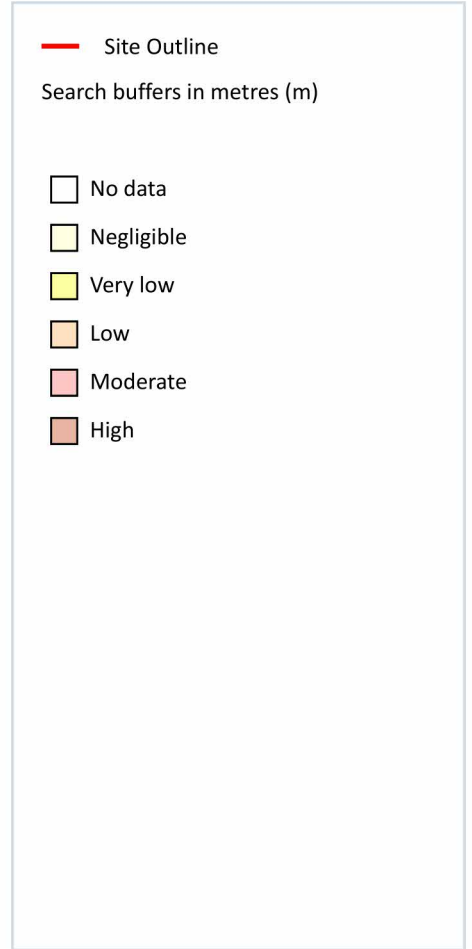 Site Outline
Search buffers in metres (m)
No data
Negligible
Very low
Low
Moderate
High